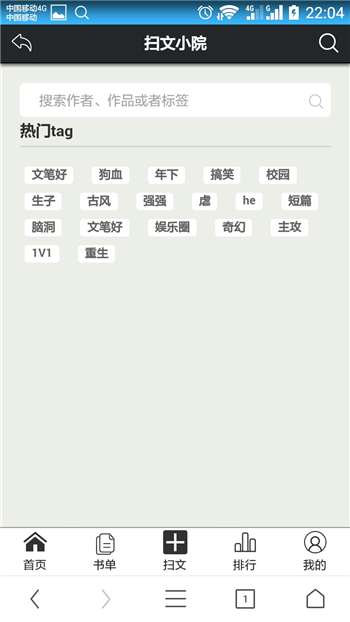 中国移动4G
中国移动
4G G 22:04
扫文小院
搜索作者、作品或者标签
热门tag
文笔好 狗血 年下 搞笑 校园
生子 古风 强强 虐 he 短篇
脑洞 文笔好 娱乐圈 奇幻 主攻
1V1 重生
首页 书单 扫文 排行 我的
1